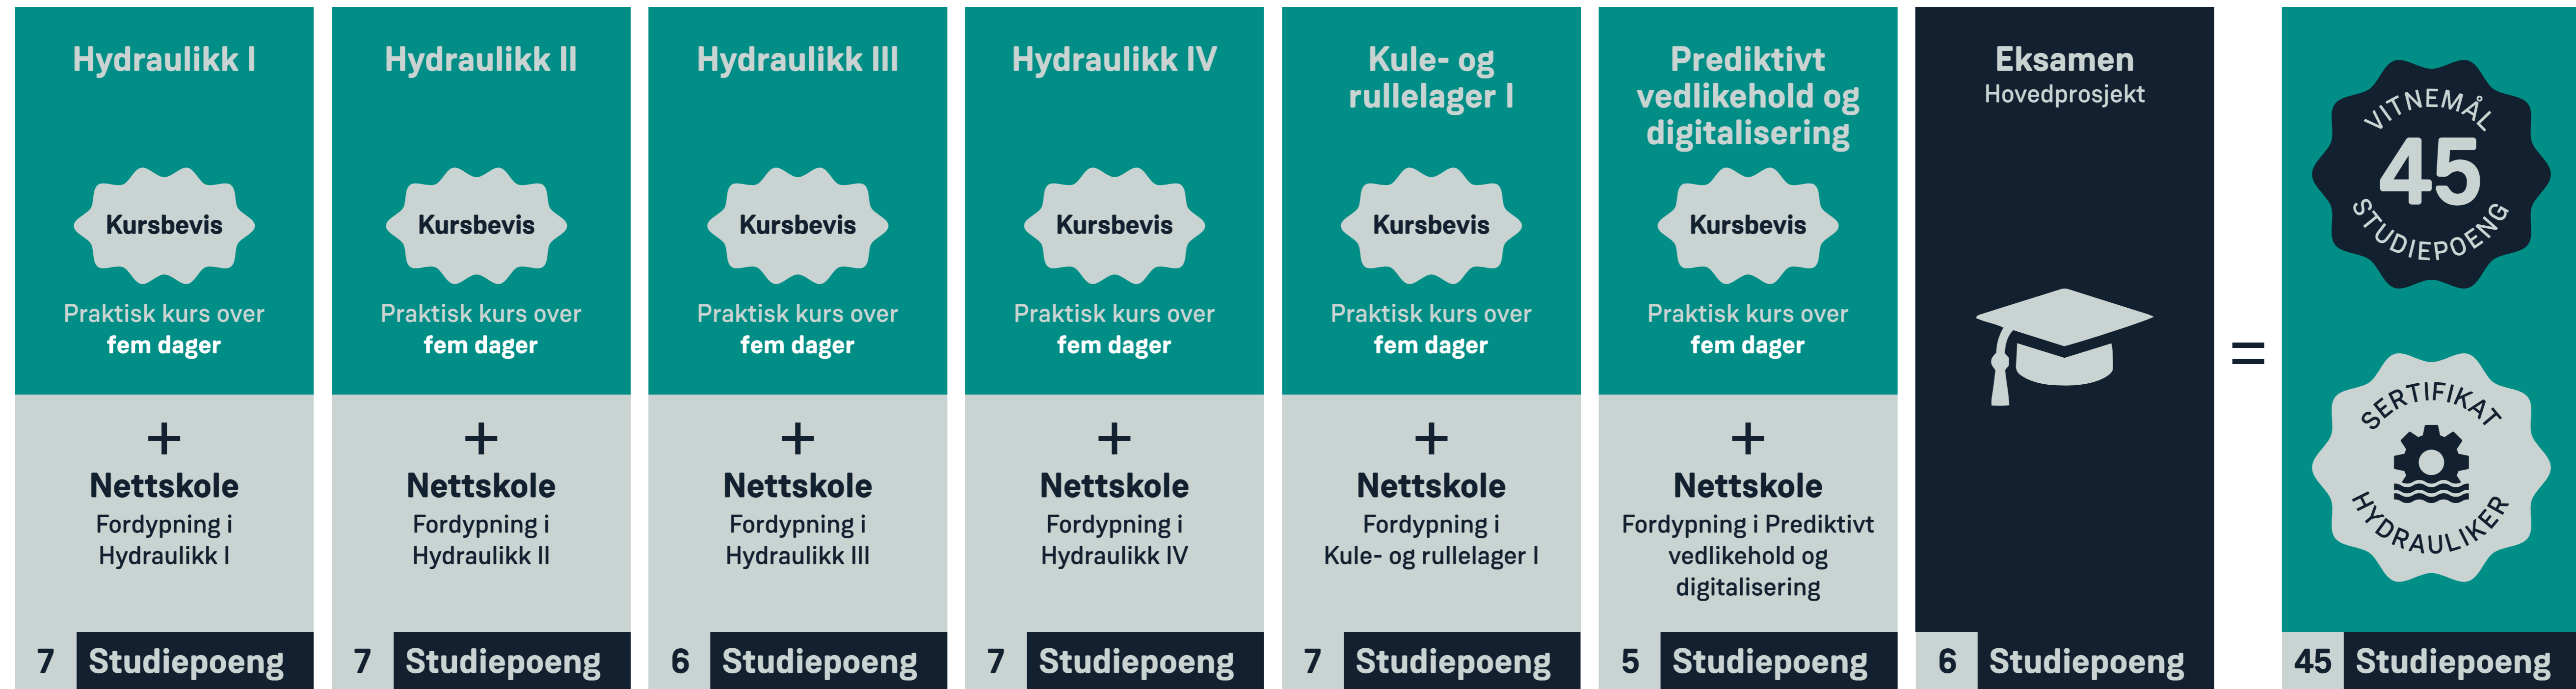 Hydraulikk I
Kursbevis
Praktisk kurs over
fem dager
+
Nettskole
Fordypning i
Hydraulikk I
7 Studiepoeng
Hydraulikk II
Kursbevis
Praktisk kurs over
fem dager
+
Nettskole
Fordypning i
Hydraulikk II
7 Studiepoeng
Hydraulikk III
Kursbevis
Praktisk kurs over
fem dager
+
Nettskole
Fordypning i
Hydraulikk III
6 Studiepoeng
Hydraulikk IV
Kursbevis
Praktisk kurs over
fem dager
+
Nettskole
Fordypning i
Hydraulikk IV
7 Studiepoeng
Kule- og
rullelager I
Kursbevis
Praktisk kurs over
fem dager
+
Nettskole
Fordypning i
Kule- og rullelager I
7 Studiepoeng
Prediktivt
vedlikehold og
digitalisering
Kursbevis
Praktisk kurs over
fem dager
+
Nettskole
Fordypning i Prediktivt
vedlikehold og
digitalisering
5 Studiepoeng
Eksamen
Hovedprosjekt
6 Studiepoeng
=
VITNEMÅL
45
STUDIEPOENG
SERTIFIKAT
HYDRAULIKER
45 Studiepoeng